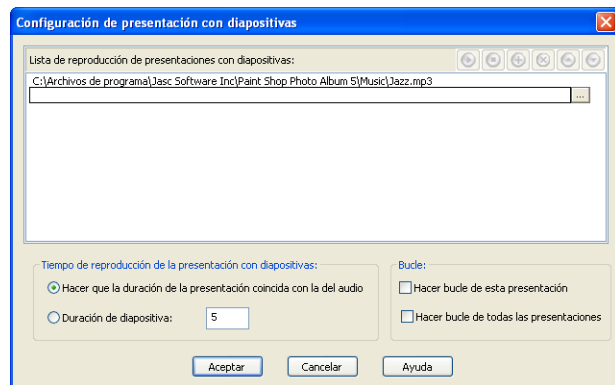 Configuración de presentación con diapositivas
Lista de reproducción de presentaciones con diapositivas:
C:\Archivos de programa\Jasc Software Inc\Paint Shop Photo Album 5\Music\Jazz.mp3
...
Tiempo de reproducción de la presentación con diapositivas:
Bucle:
Hacer que la duración de la presentación coincida con la del audio
Hacer bucle de esta presentación
Duración de diapositiva: 5
Hacer bucle de todas las presentaciones
Aceptar Cancelar Ayuda